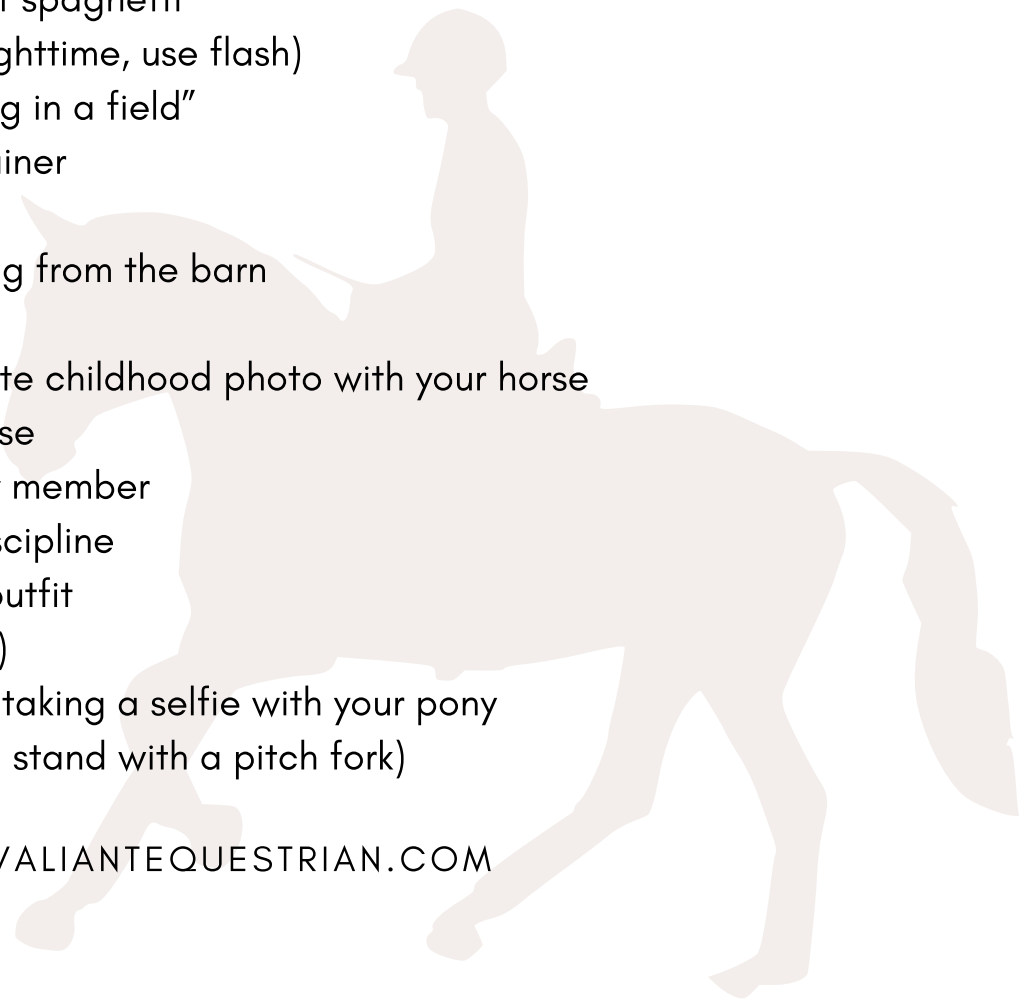 spaghetti
ghttime, use flash)
g in a field”
iner
g from the barn
te childhood photo with your horse
se
member
scipline
outfit
)
taking a selfie with your pony
stand with a pitch fork)
VALIANTEQUESTRIAN.COM